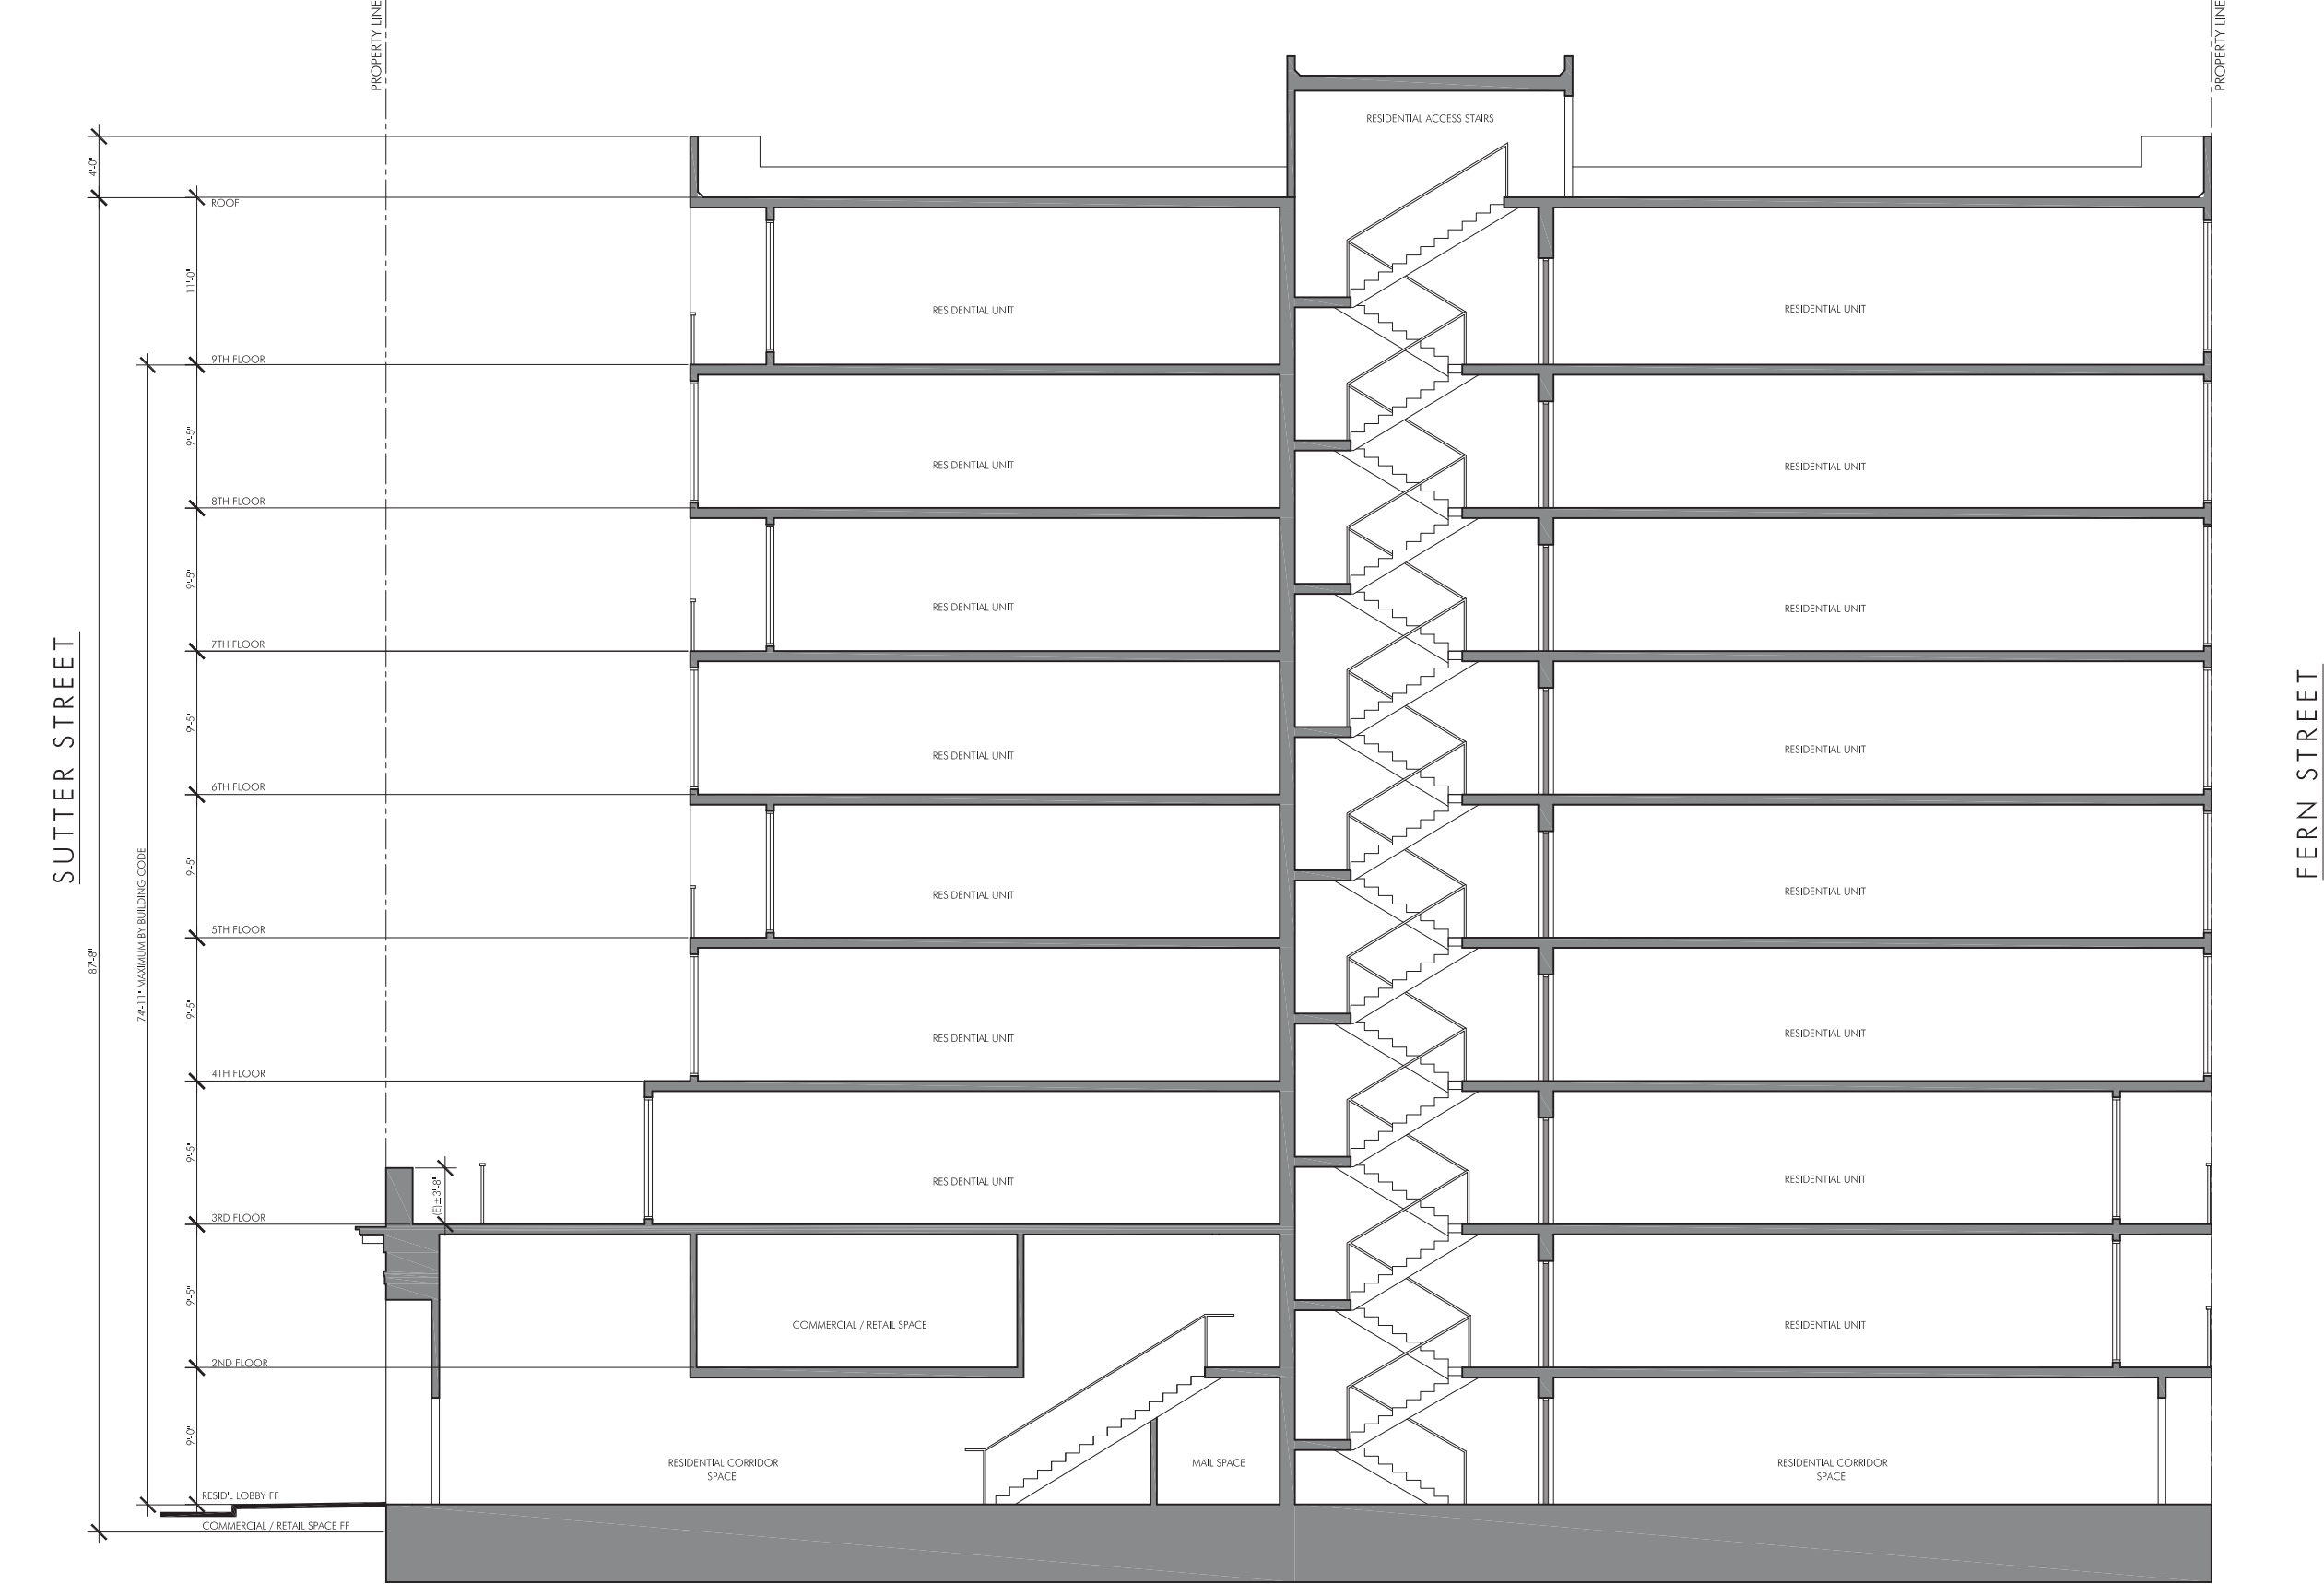 PROPERTY LINE
PROPERTY LINE
RESIDENTIAL ACCESS STAIRS
4'-0"
ROOF
11'-0"
RESIDENTIAL UNIT
RESIDENTIAL UNIT
9TH FLOOR
9'-5"
RESIDENTIAL UNIT
RESIDENTIAL UNIT
8TH FLOOR
9'-5"
RESIDENTIAL UNIT
RESIDENTIAL UNIT
7TH FLOOR
SUTTER STREET
FERN STREET
9'-5"
RESIDENTIAL UNIT
RESIDENTIAL UNIT
6TH FLOOR
9'-5"
RESIDENTIAL UNIT
RESIDENTIAL UNIT
5TH FLOOR
87'-8"
74'-11" MAXIMUM BY BUILDING CODE
9'-5"
RESIDENTIAL UNIT
RESIDENTIAL UNIT
4TH FLOOR
9'-5"
(E)±3'-8"
RESIDENTIAL UNIT
RESIDENTIAL UNIT
3RD FLOOR
9'-5"
COMMERCIAL / RETAIL SPACE
RESIDENTIAL UNIT
2ND FLOOR
9'-0"
RESIDENTIAL CORRIDOR
SPACE
MAIL SPACE
RESIDENTIAL CORRIDOR
SPACE
RESID'L LOBBY FF
COMMERCIAL / RETAIL SPACE FF